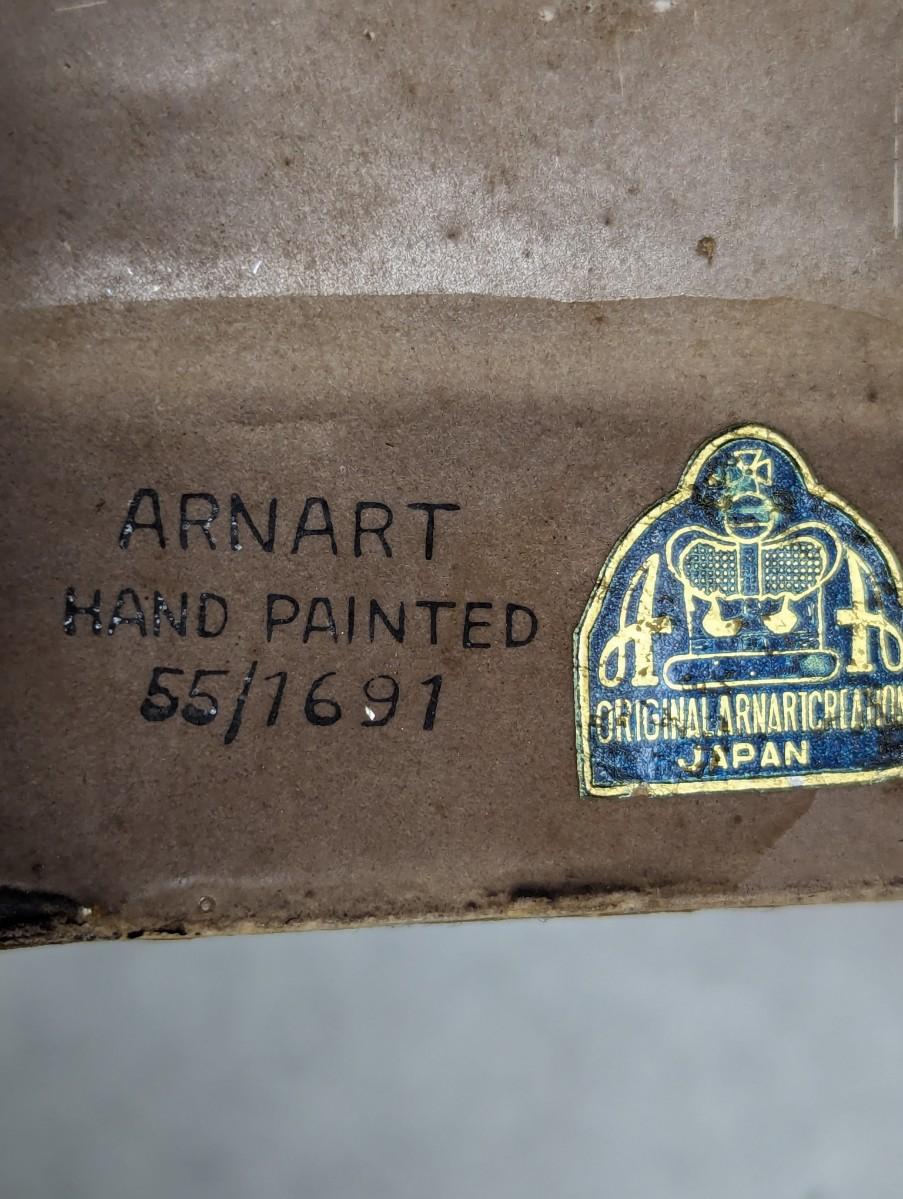 ARNART
HAND PAINTED
55/1691
A A
ORIGINAL ARNART CREATION
JAPAN